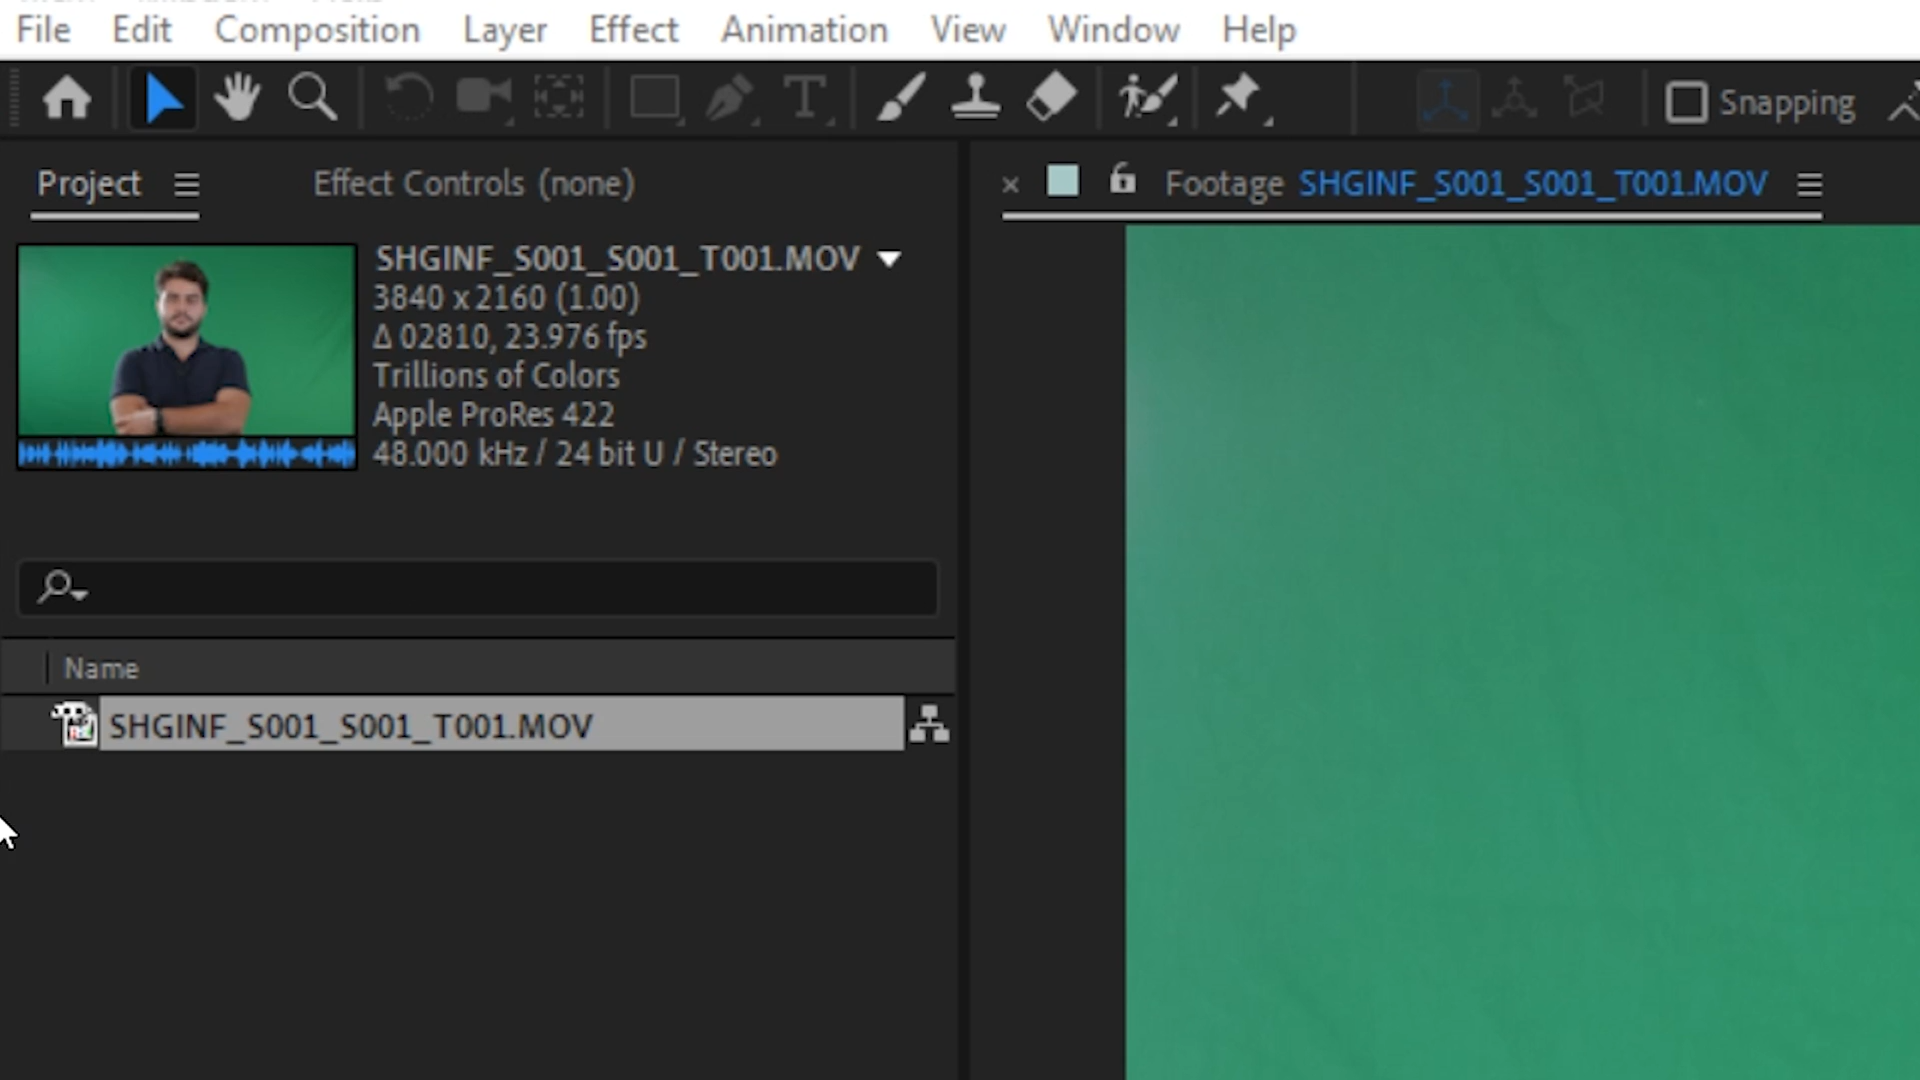 File Edit Composition Layer Effect Animation View Window Help
Snapping
Project Effect Controls (none)
Footage SHGINF_S001_S001_T001.MOV
SHGINF_S001_S001_T001.MOV
3840 x 2160 (1.00)
Δ 02810, 23.976 fps
Trillions of Colors
Apple ProRes 422
48.000 kHz / 24 bit U / Stereo
Name
SHGINF_S001_S001_T001.MOV